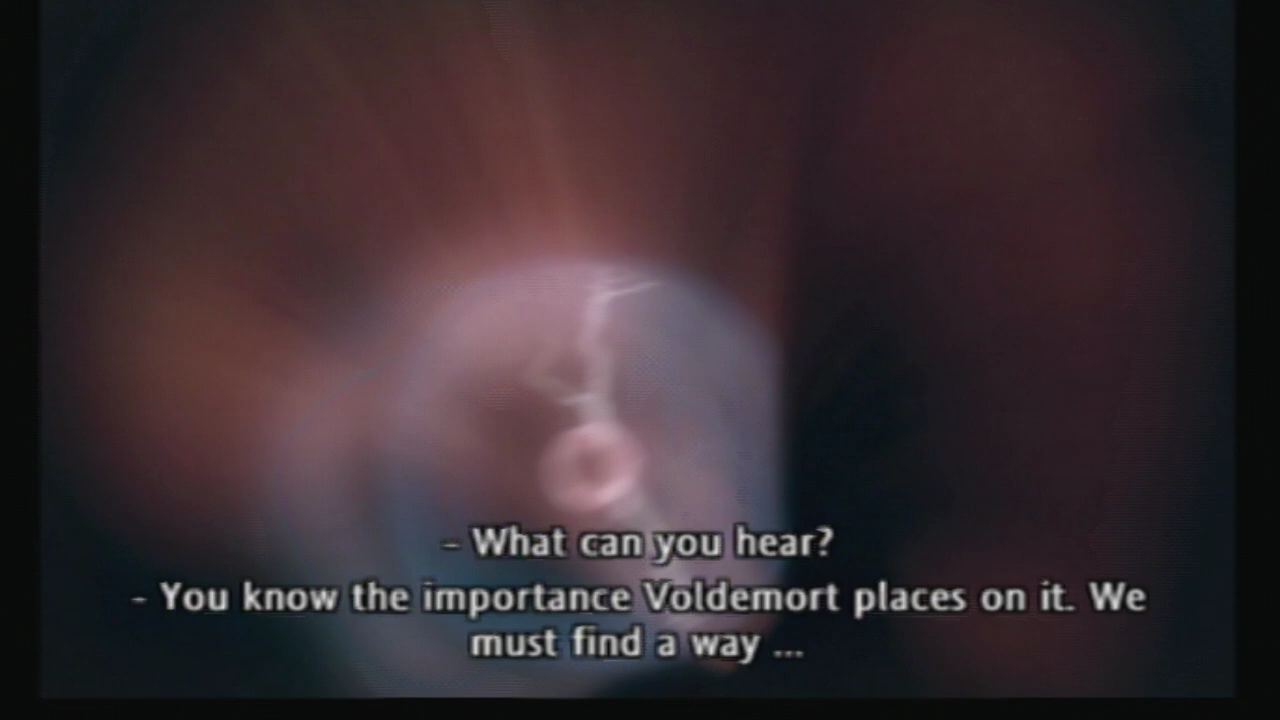 - What can you hear?
- You know the importance Voldemort places on it. We
must find a way ...